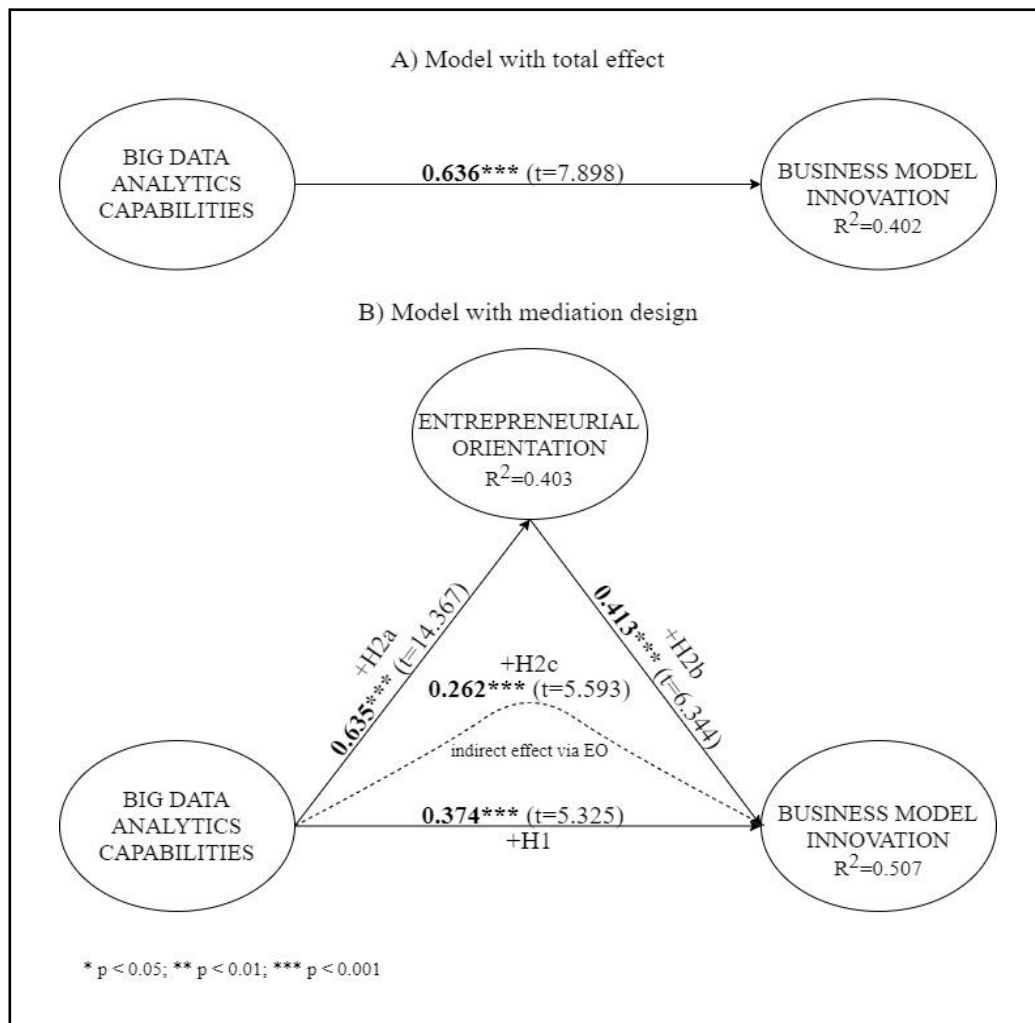 A) Model with total effect
BIG DATA
ANALYTICS
CAPABILITIES
0.636*** (t=7.898)
BUSINESS MODEL
INNOVATION
R²=0.402
B) Model with mediation design
ENTREPRENEURIAL
ORIENTATION
R²=0.403
+H2a
0.635*** (t=14.367)
+H2b
0.413*** (t=6.344)
+H2c
0.262*** (t=5.593)
indirect effect via EO
BIG DATA
ANALYTICS
CAPABILITIES
0.374*** (t=5.325)
+H1
BUSINESS MODEL
INNOVATION
R²=0.507
* p < 0.05; ** p < 0.01; *** p < 0.001